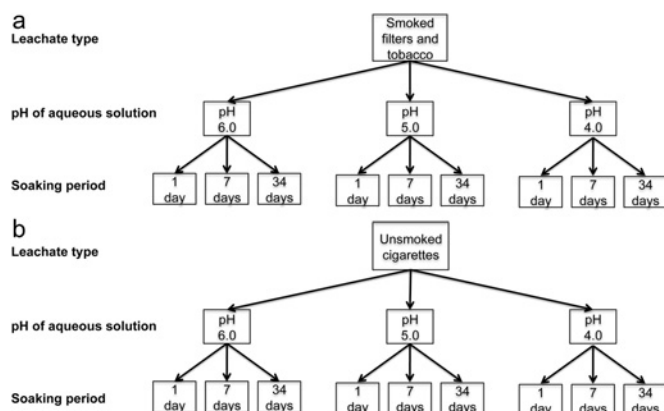 a
Leachate type
Smoked
filters and
tobacco
pH of aqueous solution
pH
6.0
pH
5.0
pH
4.0
Soaking period
1
day
7
days
34
days
1
day
7
days
34
days
1
day
7
days
34
days
b
Leachate type
Unsmoked
cigarettes
pH of aqueous solution
pH
6.0
pH
5.0
pH
4.0
Soaking period
1
day
7
days
34
days
1
day
7
days
34
days
1
day
7
days
34
days